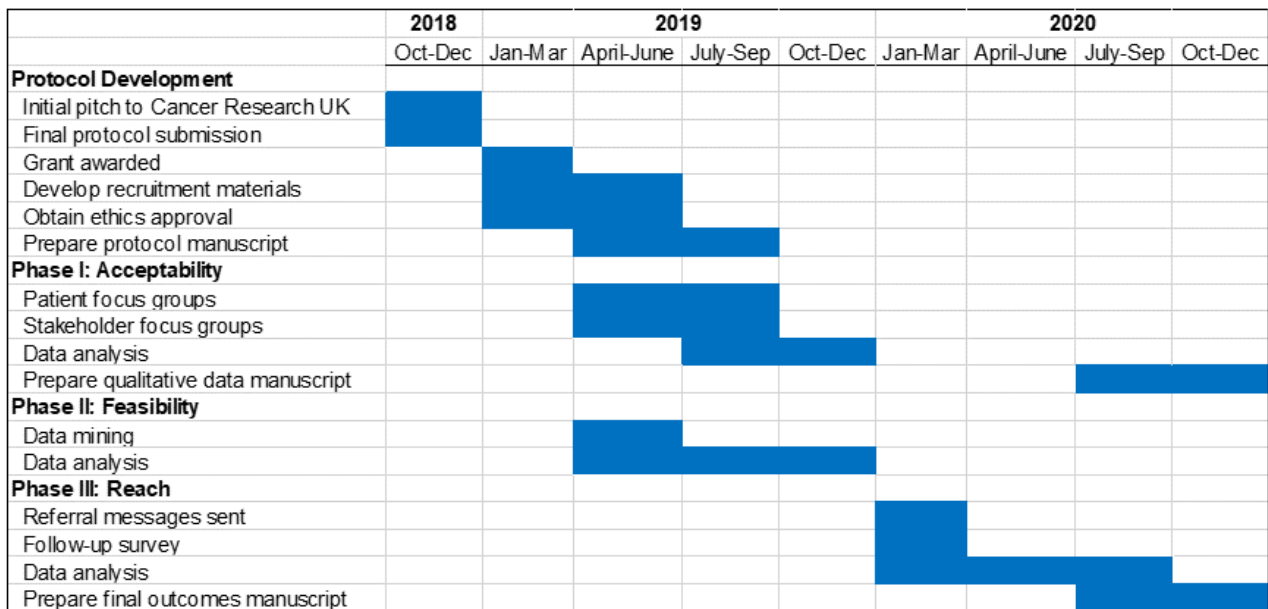 2018 2019 2020
Oct-Dec Jan-Mar April-June July-Sep Oct-Dec Jan-Mar April-June July-Sep Oct-Dec
Protocol Development
Initial pitch to Cancer Research UK
Final protocol submission
Grant awarded
Develop recruitment materials
Obtain ethics approval
Prepare protocol manuscript
Phase I: Acceptability
Patient focus groups
Stakeholder focus groups
Data analysis
Prepare qualitative data manuscript
Phase II: Feasibility
Data mining
Data analysis
Phase III: Reach
Referral messages sent
Follow-up survey
Data analysis
Prepare final outcomes manuscript